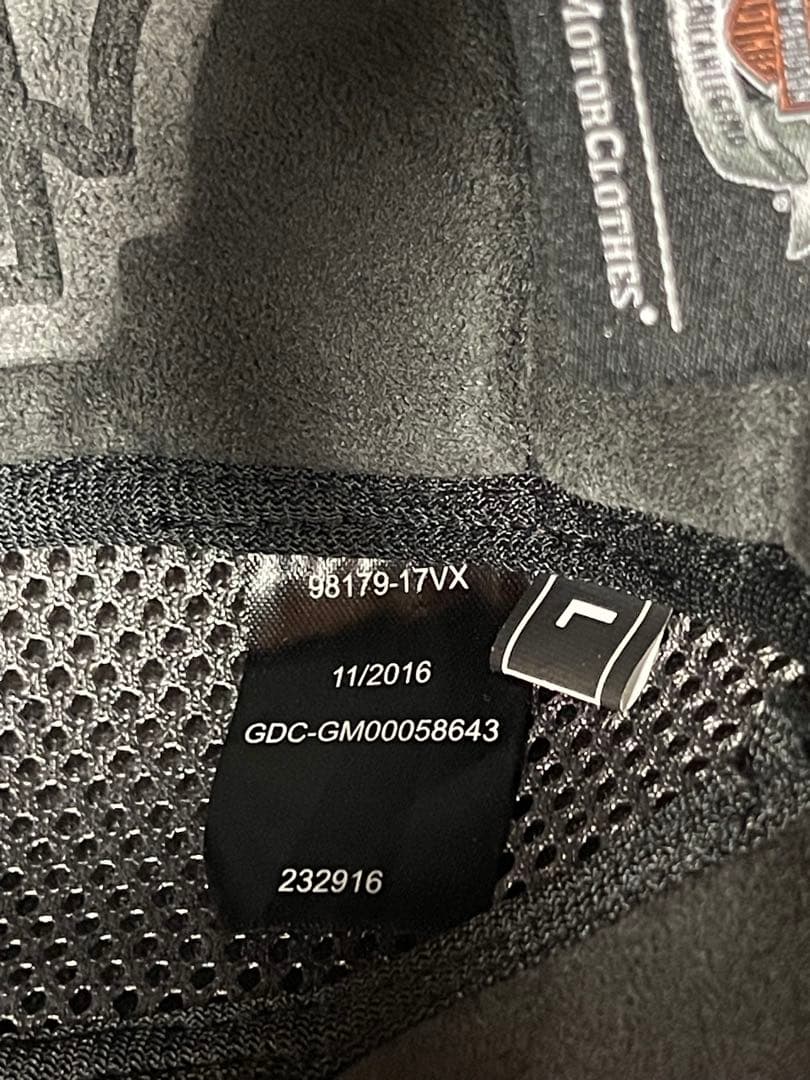 MOTORCLOTHES®
98179-17VX
L
11/2016
GDC-GM00058643
232916